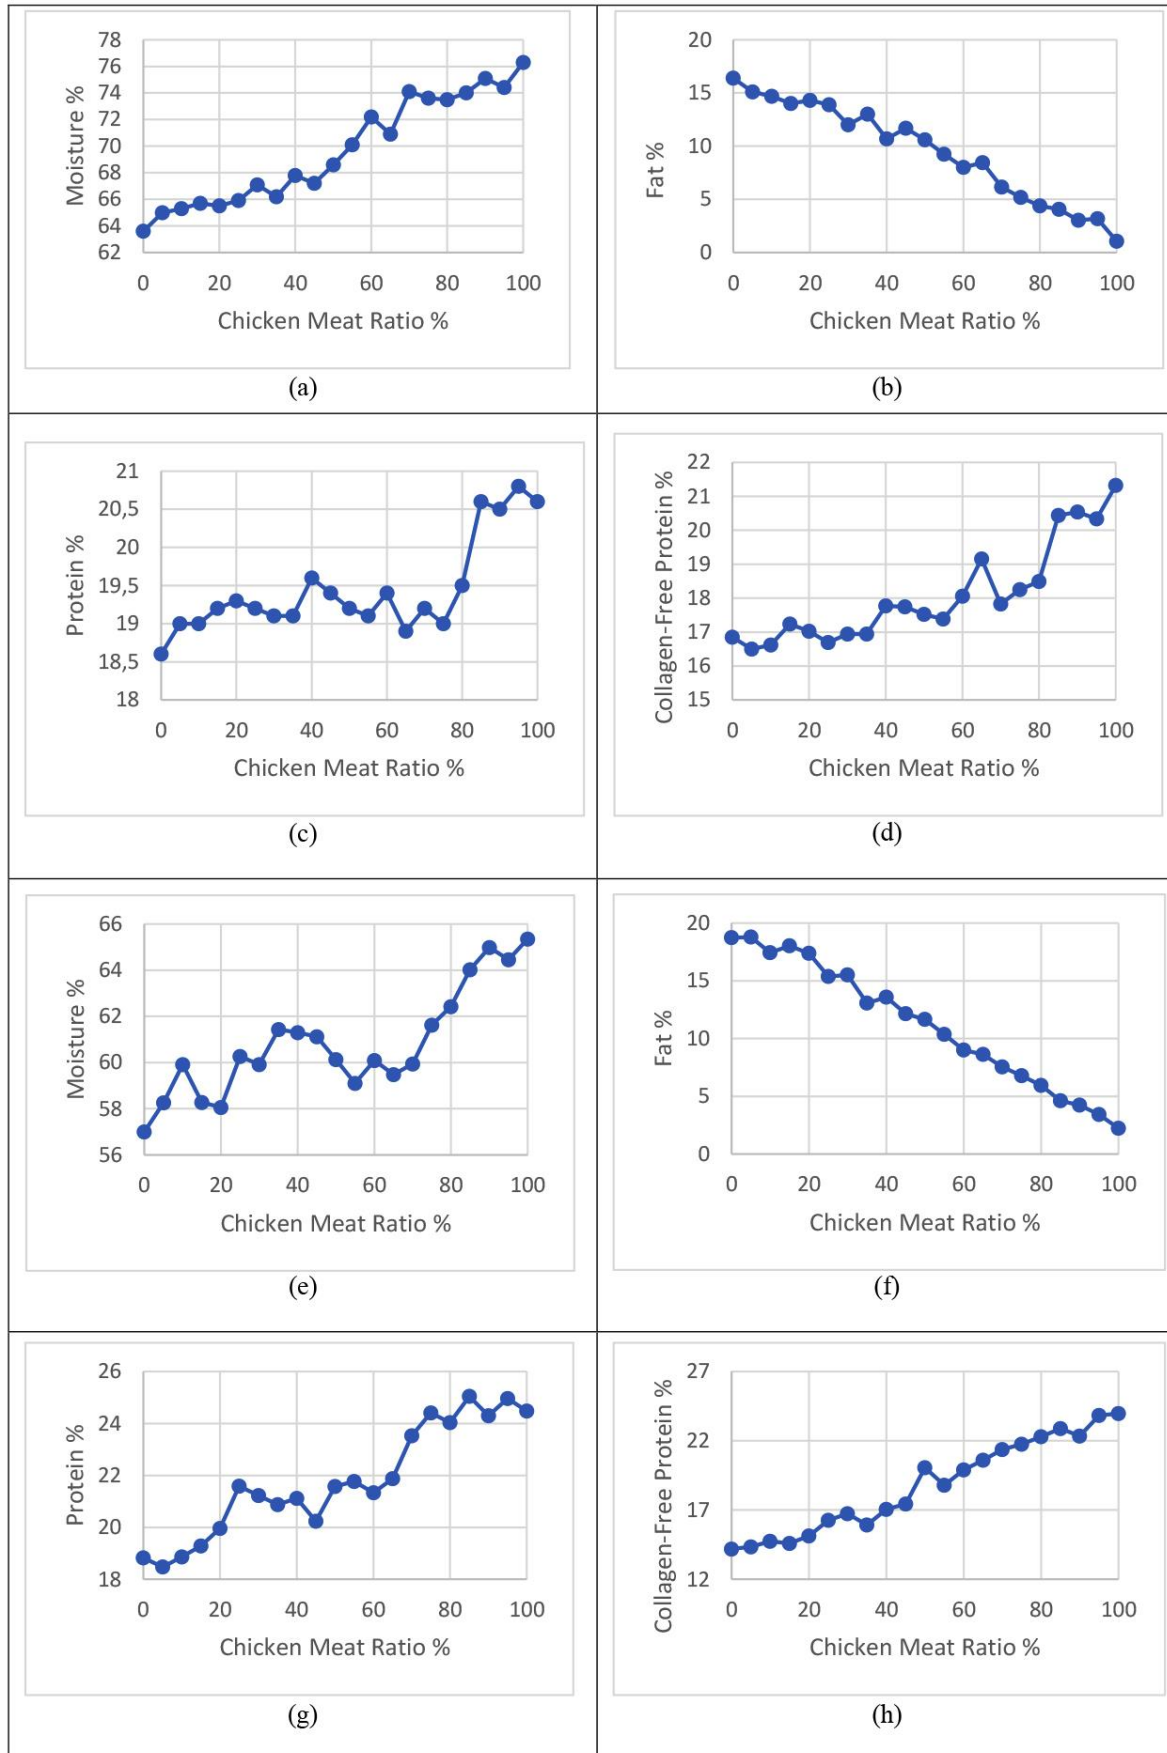 78
76
74
72
70
68
66
64
62
Moisture %
0 20 40 60 80 100
Chicken Meat Ratio %
(a)
20
15
10
5
0
Fat %
0 20 40 60 80 100
Chicken Meat Ratio %
(b)
21
20,5
20
19,5
19
18,5
18
Protein %
0 20 40 60 80 100
Chicken Meat Ratio %
(c)
22
21
20
19
18
17
16
15
Collagen-Free Protein %
0 20 40 60 80 100
Chicken Meat Ratio %
(d)
66
64
62
60
58
56
Moisture %
0 20 40 60 80 100
Chicken Meat Ratio %
(e)
20
15
10
5
0
Fat %
0 20 40 60 80 100
Chicken Meat Ratio %
(f)
26
24
22
20
18
Protein %
0 20 40 60 80 100
Chicken Meat Ratio %
(g)
27
22
17
12
Collagen-Free Protein %
0 20 40 60 80 100
Chicken Meat Ratio %
(h)